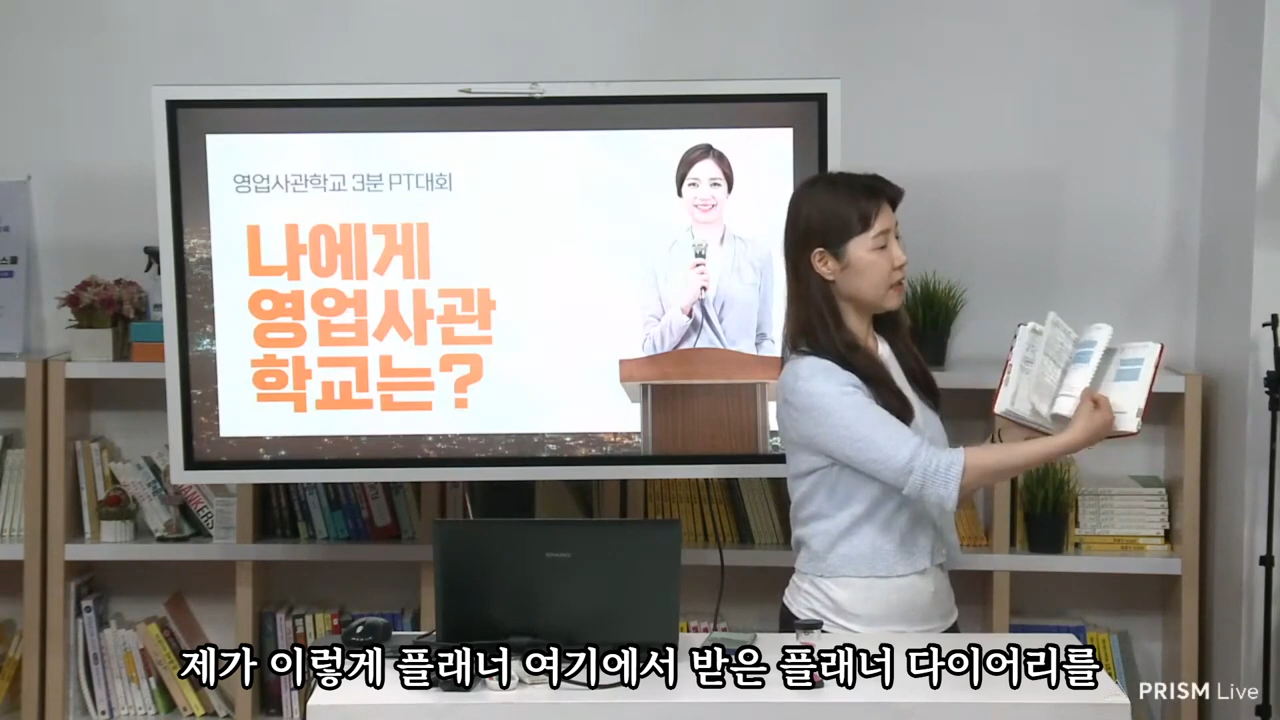 영업사관학교 3분 PT대회
나에게
영업사관
학교는?
제가 이렇게 플래너 여기에서 받은 플래너 다이어리를
PRISM Live